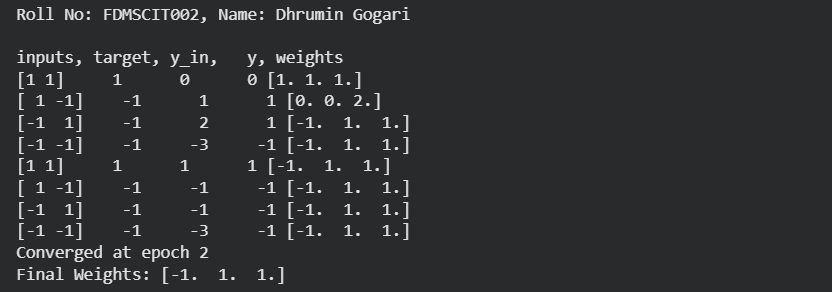 Roll No: FDMSCIT002, Name: Dhrumin Gogari

inputs, target, y_in,   y, weights
[1 1]     1      0      0 [1. 1. 1.]
[ 1 -1]    -1      1      1 [0. 0. 2.]
[-1  1]    -1      2      1 [-1.  1.  1.]
[-1 -1]    -1     -3     -1 [-1.  1.  1.]
[1 1]     1      1      1 [-1.  1.  1.]
[ 1 -1]    -1     -1     -1 [-1.  1.  1.]
[-1  1]    -1     -1     -1 [-1.  1.  1.]
[-1 -1]    -1     -3     -1 [-1.  1.  1.]
Converged at epoch 2
Final Weights: [-1.  1.  1.]